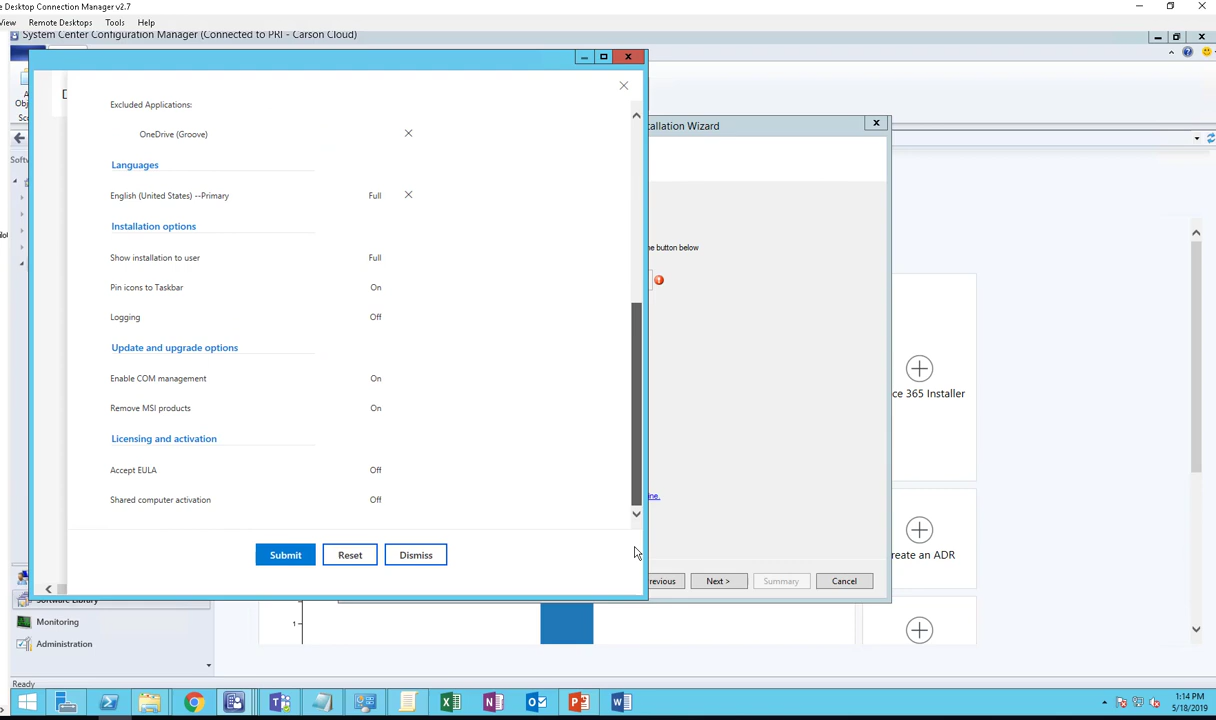 e Desktop Connection Manager v2.7
View Remote Desktops Tools Help
System Center Configuration Manager (Connected to PRI - Carson Cloud)
Excluded Applications:
OneDrive (Groove)
Languages
English (United States) --Primary Full
Installation options
Show installation to user Full
Pin icons to Taskbar On
Logging Off
Update and upgrade options
Enable COM management On
Remove MSI products On
Licensing and activation
Accept EULA Off
Shared computer activation Off
Submit Reset Dismiss
tallation Wizard
he button below
ine.
revious Next > Summary Cancel
ce 365 Installer
reate an ADR
1
Monitoring
Administration
Ready
1:14 PM
5/18/2019